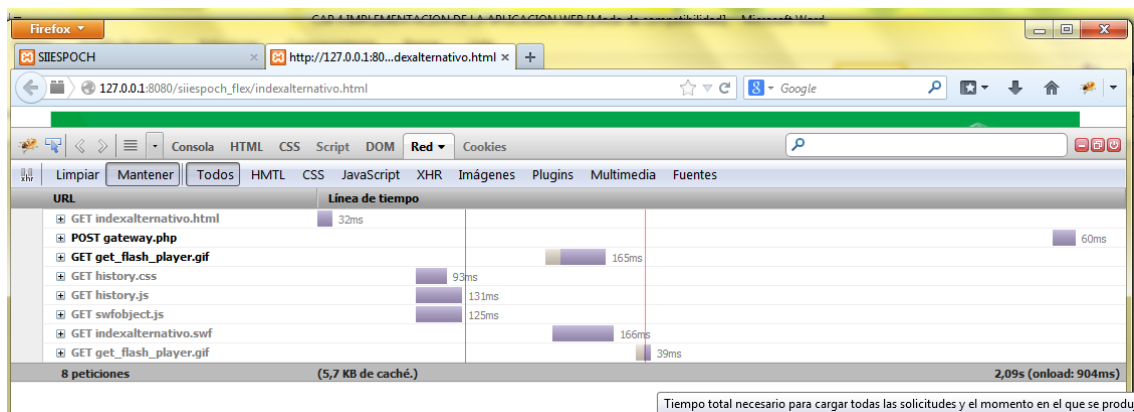 CAP 4 IMPLEMENTACION DE LA APLICACION WEB [Modo de compatibilidad] - Microsoft Word
Firefox
SIIESPOCH × http://127.0.0.1:80...dexalternativo.html × +
127.0.0.1:8080/siiespoch_flex/indexalternativo.html 8 Google
Consola HTML CSS Script DOM Red Cookies
xhr Limpiar Mantener Todos HMTL CSS JavaScript XHR Imágenes Plugins Multimedia Fuentes
URL Línea de tiempo
GET indexalternativo.html 32ms
POST gateway.php 60ms
GET get_flash_player.gif 165ms
GET history.css 93ms
GET history.js 131ms
GET swfobject.js 125ms
GET indexalternativo.swf 166ms
GET get_flash_player.gif 39ms
8 peticiones (5,7 KB de caché.) 2,09s (onload: 904ms)
Tiempo total necesario para cargar todas las solicitudes y el momento en el que se produ